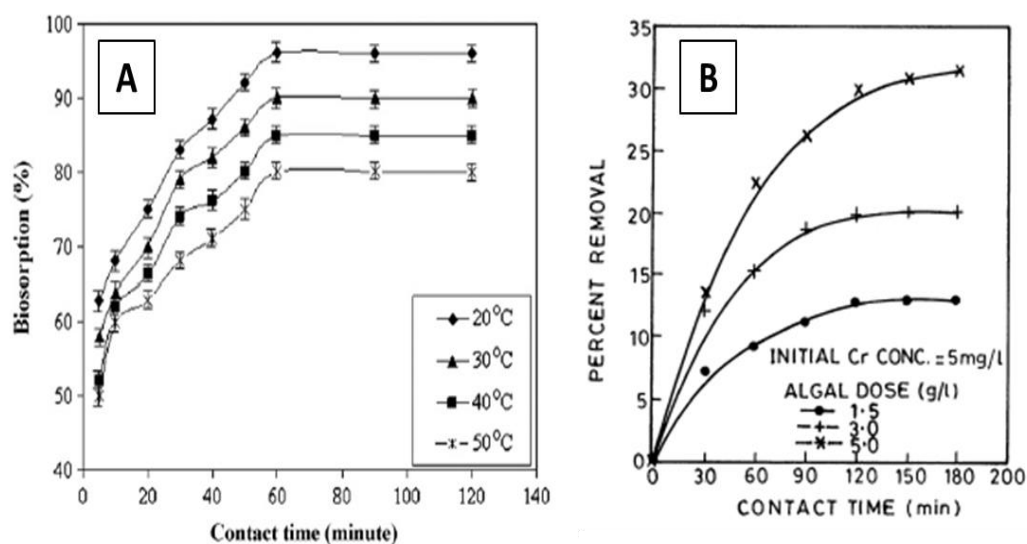 A
Biosorption (%)
100
90
80
70
60
50
40
20°C
30°C
40°C
50°C
0 20 40 60 80 100 120 140
Contact time (minute)
B
PERCENT REMOVAL
35
30
25
20
15
10
5
0
INITIAL Cr CONC. = 5mg/l
ALGAL DOSE (g/l)
1·5
3·0
5·0
0 30 60 90 120 150 180 200
CONTACT TIME (min)